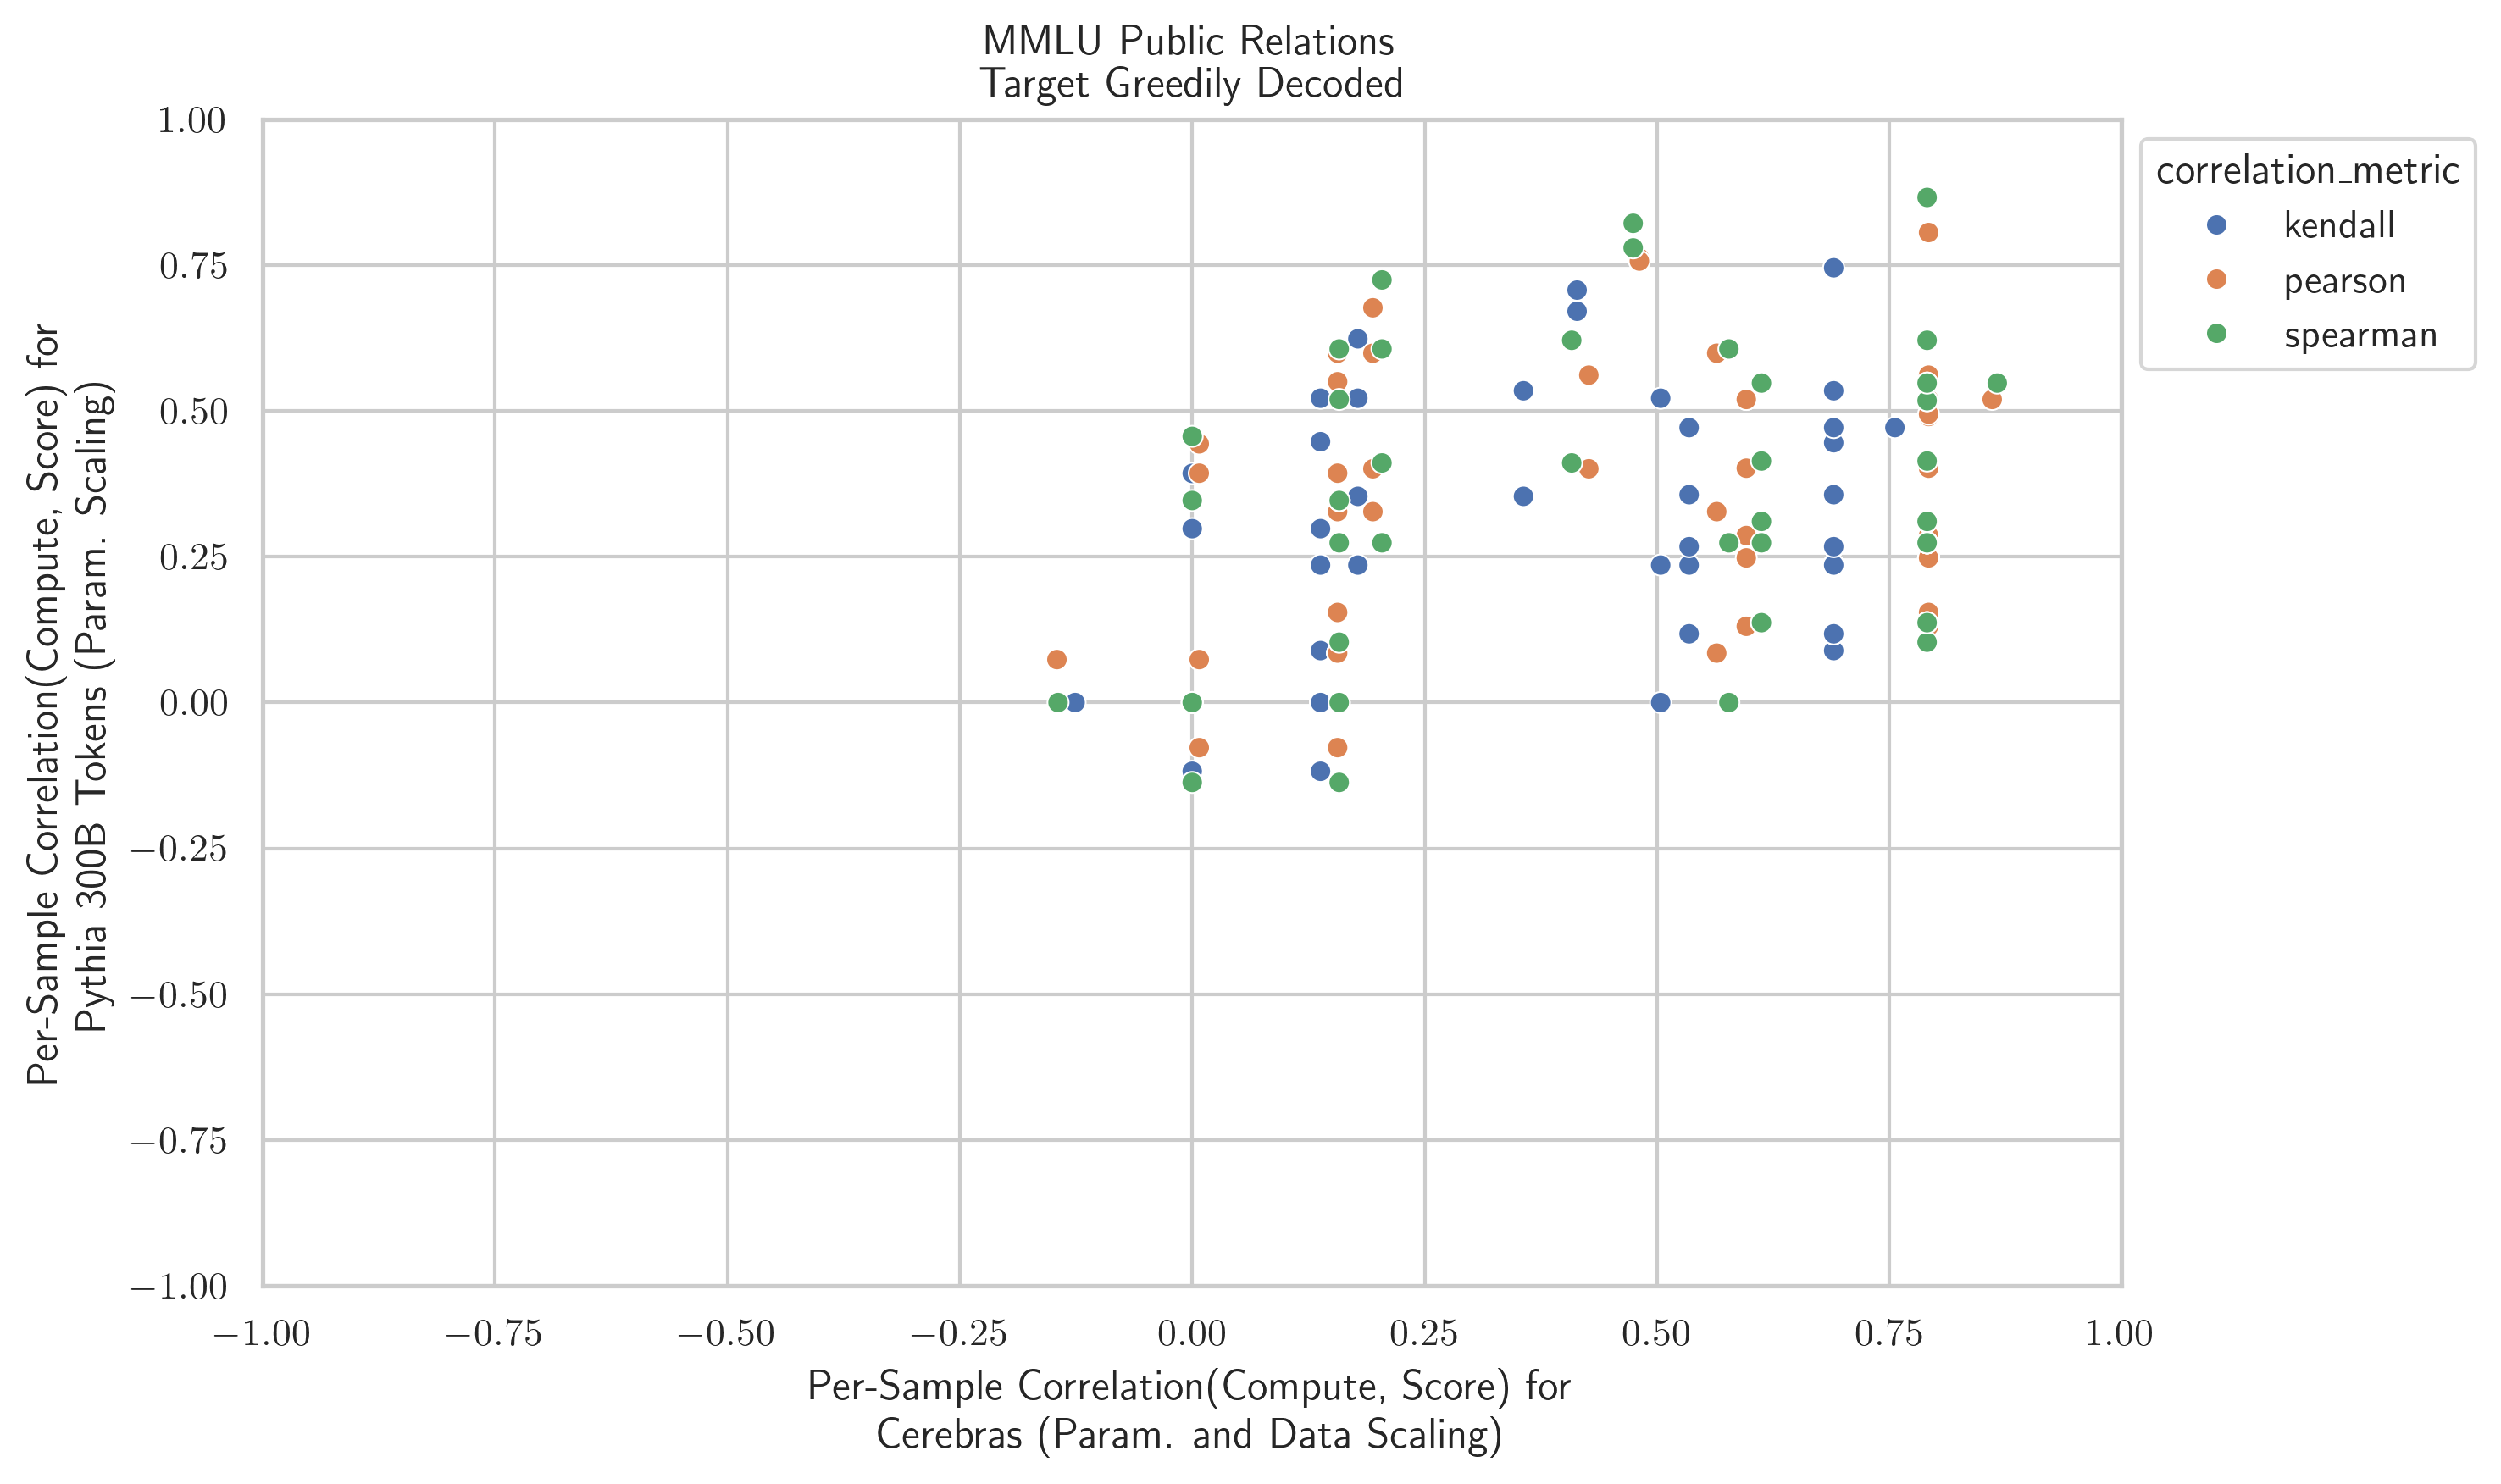 MMLU Public Relations
Target Greedily Decoded
Per-Sample Correlation(Compute, Score) for
Pythia 300B Tokens (Param. Scaling)
1.00
0.75
0.50
0.25
0.00
−0.25
−0.50
−0.75
−1.00
−1.00 −0.75 −0.50 −0.25 0.00 0.25 0.50 0.75 1.00
Per-Sample Correlation(Compute, Score) for
Cerebras (Param. and Data Scaling)
correlation_metric
kendall
pearson
spearman